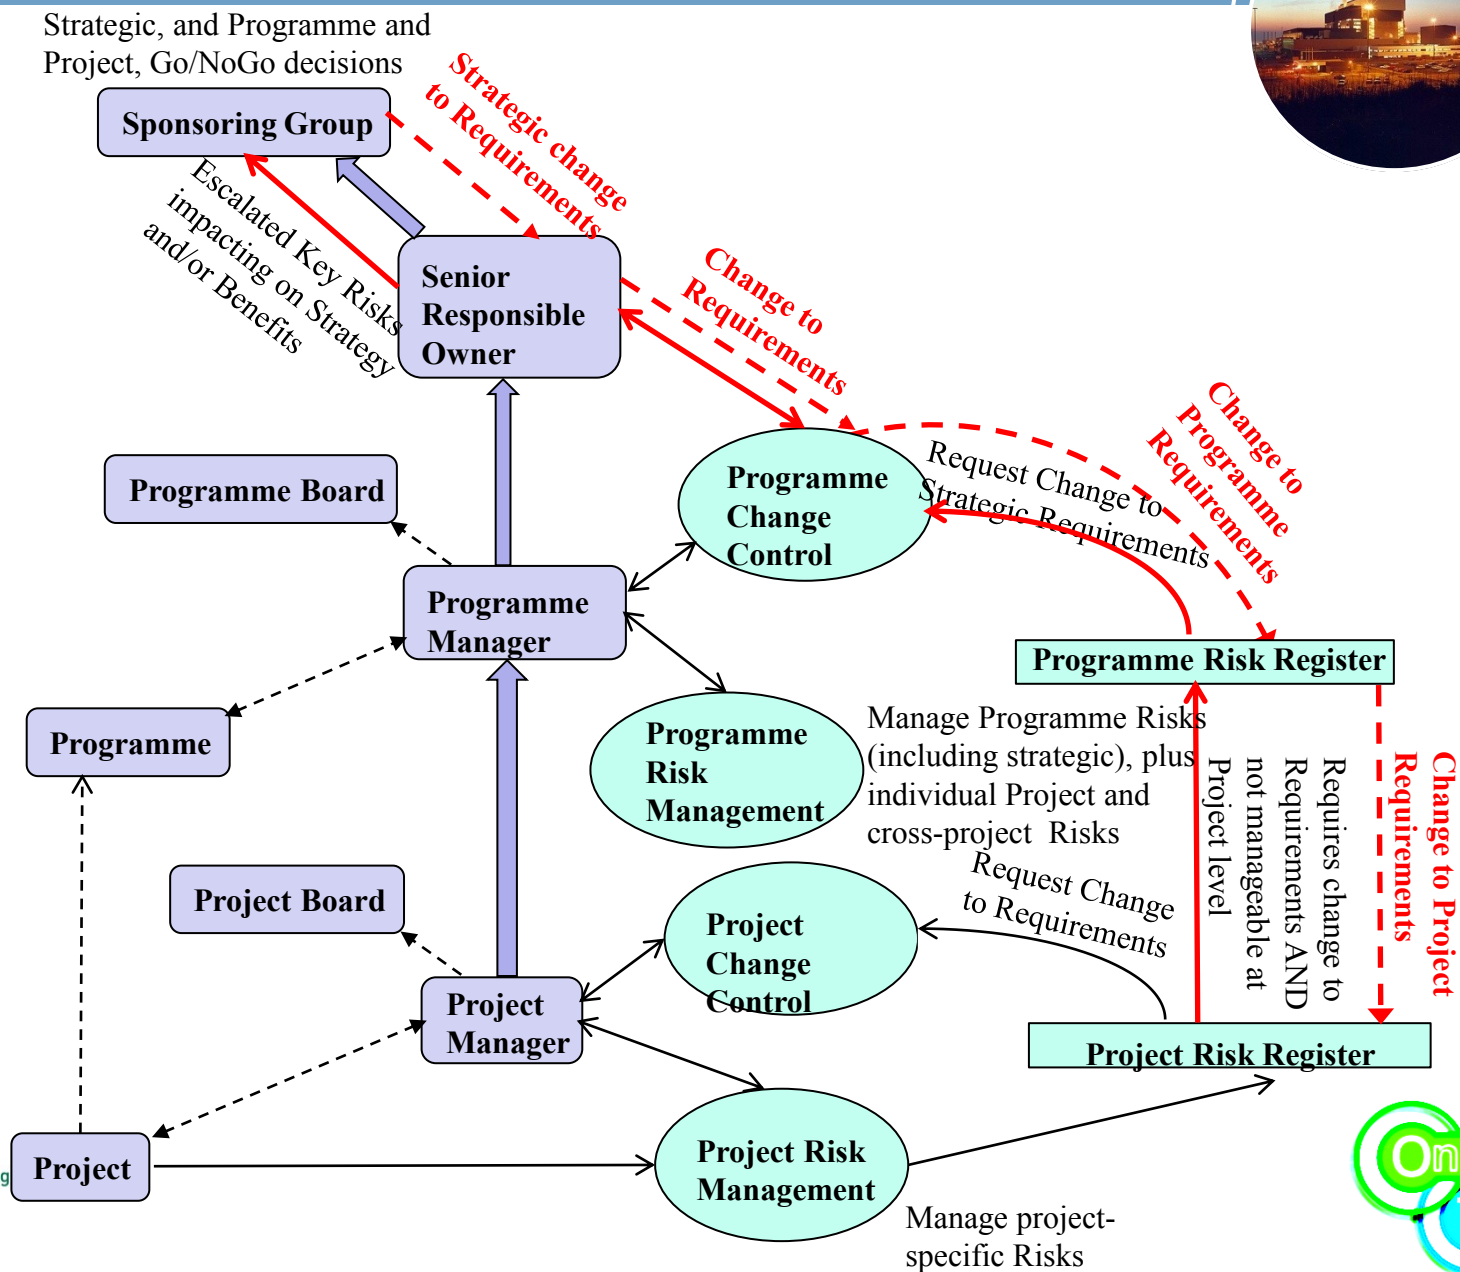 Strategic, and Programme and
Project, Go/NoGo decisions
Sponsoring Group
Strategic change
to Requirements
Escalated Key Risks
impacting on Strategy
and/or Benefits
Senior
Responsible
Owner
Change to
Requirements
Programme Board
Programme
Change
Control
Request Change to
Strategic Requirements
Change to
Programme
Requirements
Programme
Manager
Programme Risk Register
Programme
Programme
Risk
Management
Manage Programme Risks
(including strategic), plus
individual Project and
cross-project Risks
Requires change to
Requirements AND
not manageable at
Project level
Change to Project
Requirements
Project Board
Project
Change
Control
Request Change
to Requirements
Project
Manager
Project Risk Register
Project
Project Risk
Management
Manage project-
specific Risks
g
On